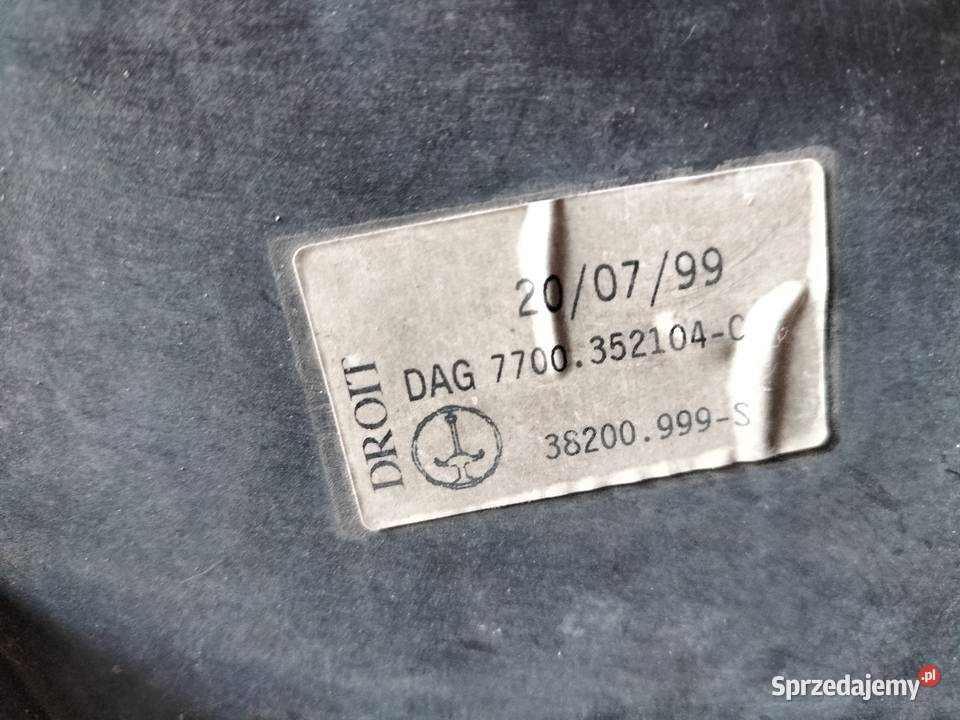 20/07/99
DROIT
DAG 7700.352104-C
38200.999-S
Sprzedajemy.pl